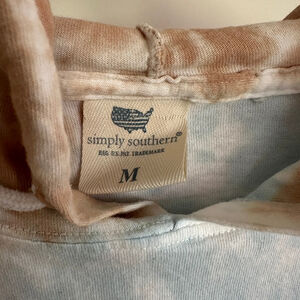 simply southern®
REG. U.S. PAT. TRADEMARK
M